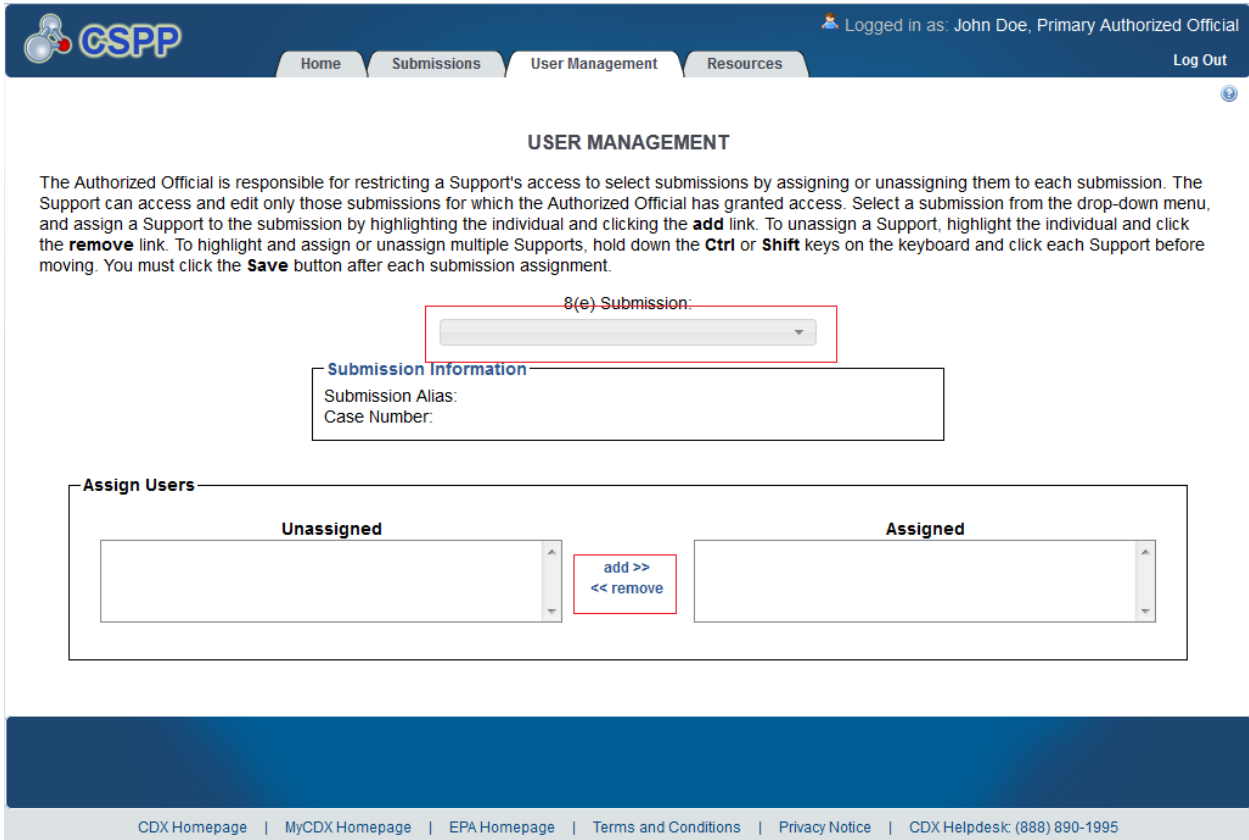 CSPP
Logged in as: John Doe, Primary Authorized Official
Home Submissions User Management Resources
Log Out
USER MANAGEMENT
The Authorized Official is responsible for restricting a Support's access to select submissions by assigning or unassigning them to each submission. The
Support can access and edit only those submissions for which the Authorized Official has granted access. Select a submission from the drop-down menu,
and assign a Support to the submission by highlighting the individual and clicking the add link. To unassign a Support, highlight the individual and click
the remove link. To highlight and assign or unassign multiple Supports, hold down the Ctrl or Shift keys on the keyboard and click each Support before
moving. You must click the Save button after each submission assignment.
8(e) Submission:
Submission Information
Submission Alias:
Case Number:
Assign Users
Unassigned
Assigned
add >>
<< remove
CDX Homepage | MyCDX Homepage | EPA Homepage | Terms and Conditions | Privacy Notice | CDX Helpdesk: (888) 890-1995